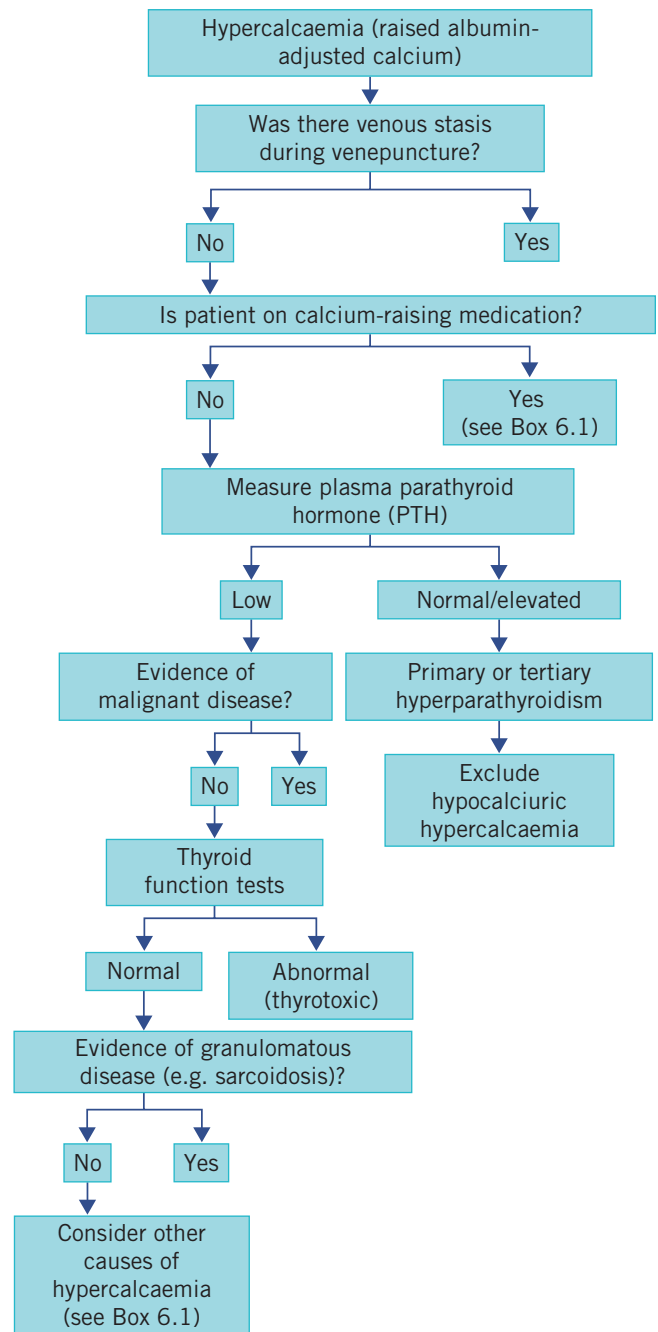 Hypercalcaemia (raised albumin-
adjusted calcium)
Was there venous stasis
during venepuncture?
No
Yes
Is patient on calcium-raising medication?
No
Yes
(see Box 6.1)
Measure plasma parathyroid
hormone (PTH)
Low
Normal/elevated
Evidence of
malignant disease?
Primary or tertiary
hyperparathyroidism
No
Yes
Exclude
hypocalciuric
hypercalcaemia
Thyroid
function tests
Normal
Abnormal
(thyrotoxic)
Evidence of granulomatous
disease (e.g. sarcoidosis)?
No
Yes
Consider other
causes of
hypercalcaemia
(see Box 6.1)